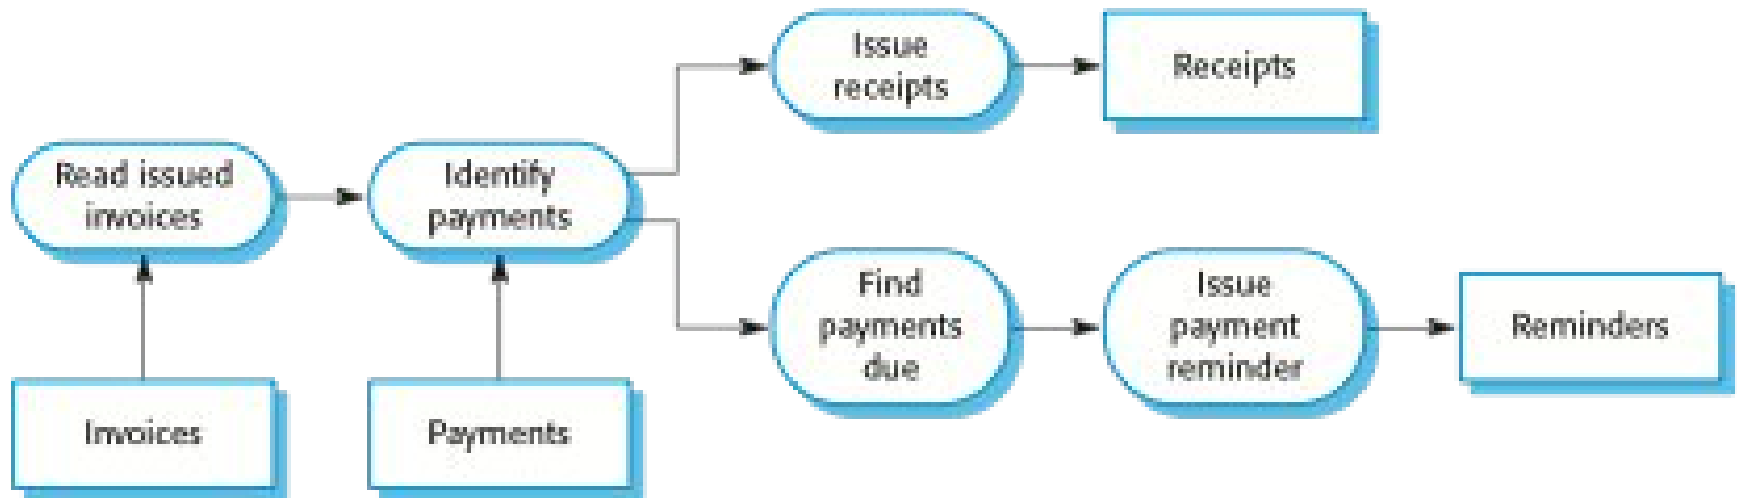 Issue
receipts
Receipts
Read issued
invoices
Identify
payments
Find
payments
due
Issue
payment
reminder
Reminders
Invoices
Payments